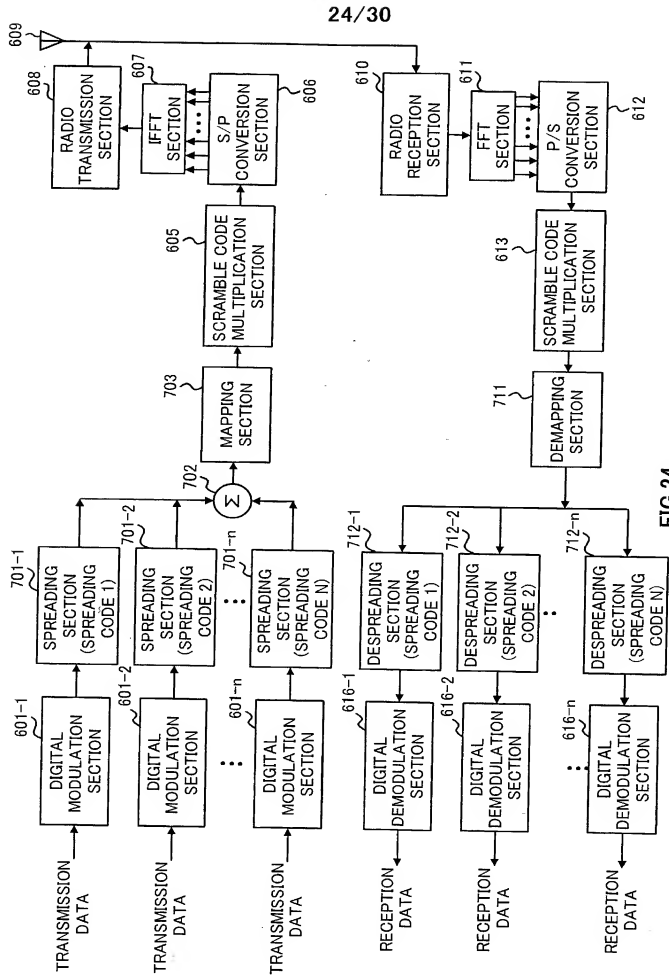 24/30
609
608
RADIO
TRANSMISSION
SECTION
607
IFFT
SECTION
606
S/P
CONVERSION
SECTION
605
SCRAMBLE CODE
MULTIPLICATION
SECTION
703
MAPPING
SECTION
702
Σ
701-1
SPREADING
SECTION
(SPREADING
CODE 1)
701-2
SPREADING
SECTION
(SPREADING
CODE 2)
701-n
SPREADING
SECTION
(SPREADING
CODE N)
601-1
DIGITAL
MODULATION
SECTION
601-2
DIGITAL
MODULATION
SECTION
601-n
DIGITAL
MODULATION
SECTION
TRANSMISSION
DATA
TRANSMISSION
DATA
TRANSMISSION
DATA
610
RADIO
RECEPTION
SECTION
611
FFT
SECTION
612
P/S
CONVERSION
SECTION
613
SCRAMBLE CODE
MULTIPLICATION
SECTION
711
DEMAPPING
SECTION
712-1
DESPREADING
SECTION
(SPREADING
CODE 1)
712-2
DESPREADING
SECTION
(SPREADING
CODE 2)
712-n
DESPREADING
SECTION
(SPREADING
CODE N)
616-1
DIGITAL
DEMODULATION
SECTION
616-2
DIGITAL
DEMODULATION
SECTION
616-n
DIGITAL
DEMODULATION
SECTION
RECEPTION
DATA
RECEPTION
DATA
RECEPTION
DATA
FIG.24